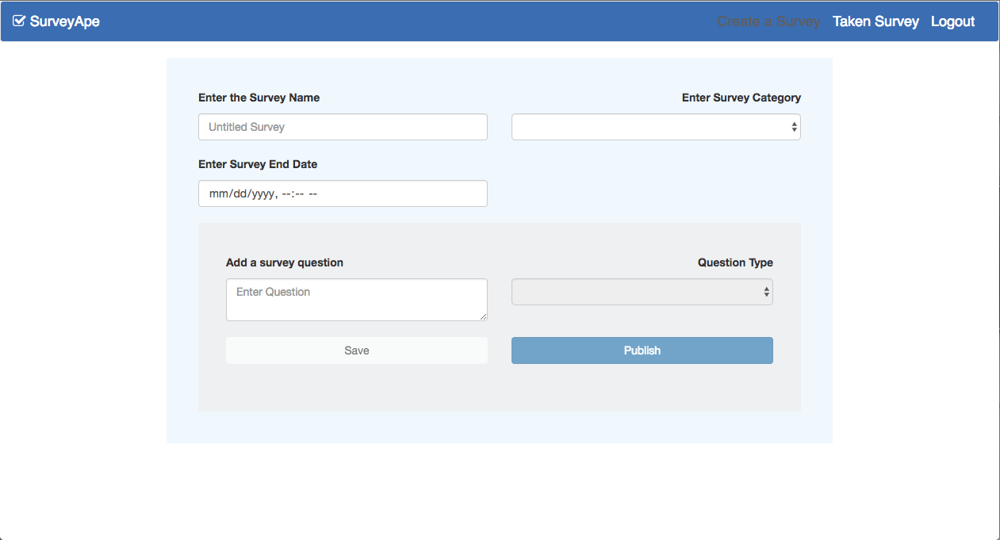 SurveyApe Create a Survey Taken Survey Logout
Enter the Survey Name Enter Survey Category
Untitled Survey
Enter Survey End Date
mm/dd/yyyy, --:-- --
Add a survey question Question Type
Enter Question
Save Publish